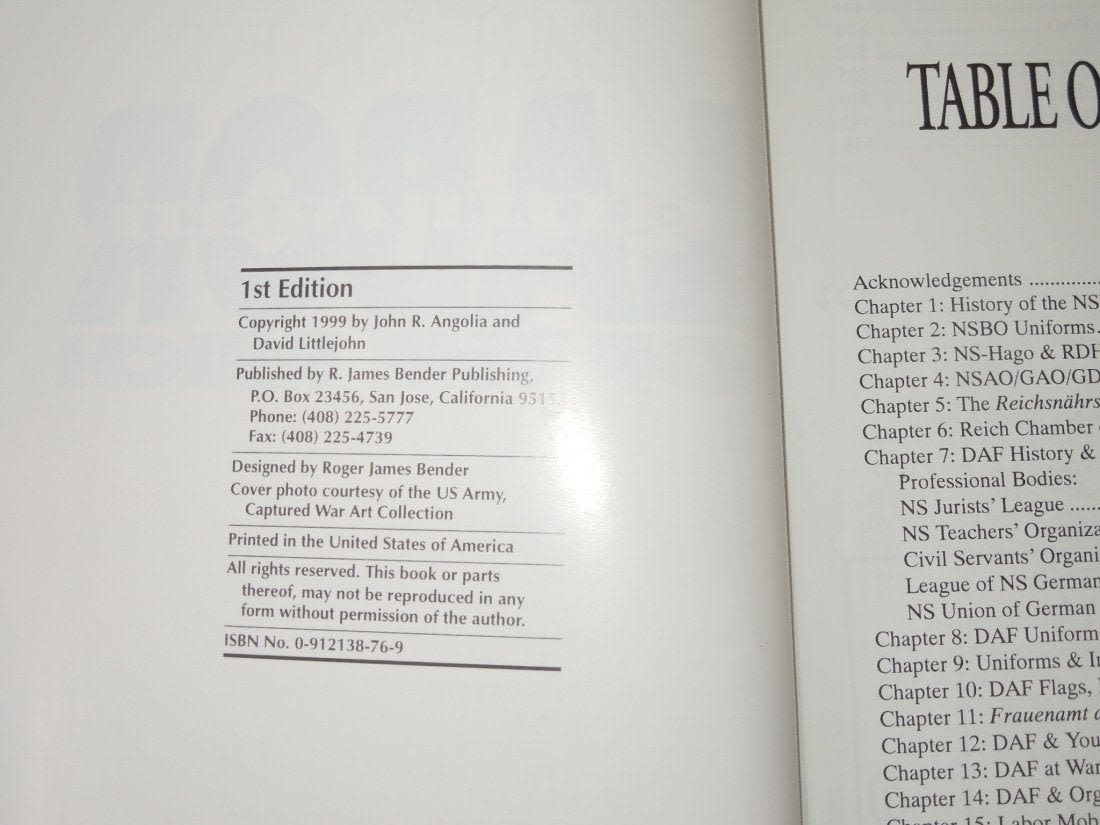 1st Edition
Copyright 1999 by John R. Angolia and
David Littlejohn
Published by R. James Bender Publishing,
P.O. Box 23456, San Jose, California 95153
Phone: (408) 225-5777
Fax: (408) 225-4739
Designed by Roger James Bender
Cover photo courtesy of the US Army,
Captured War Art Collection
Printed in the United States of America
All rights reserved. This book or parts
thereof, may not be reproduced in any
form without permission of the author.
ISBN No. 0-912138-76-9
TABLE O
Acknowledgements ..............
Chapter 1: History of the NS
Chapter 2: NSBO Uniforms.
Chapter 3: NS-Hago & RDH
Chapter 4: NSAO/GAO/GD
Chapter 5: The Reichsnährs
Chapter 6: Reich Chamber
Chapter 7: DAF History &
Professional Bodies:
NS Jurists' League ......
NS Teachers' Organiza
Civil Servants' Organi
League of NS German
NS Union of German
Chapter 8: DAF Uniform
Chapter 9: Uniforms & In
Chapter 10: DAF Flags,
Chapter 11: Frauenamt d
Chapter 12: DAF & You
Chapter 13: DAF at War
Chapter 14: DAF & Org
Chapter 15: Labor Mob